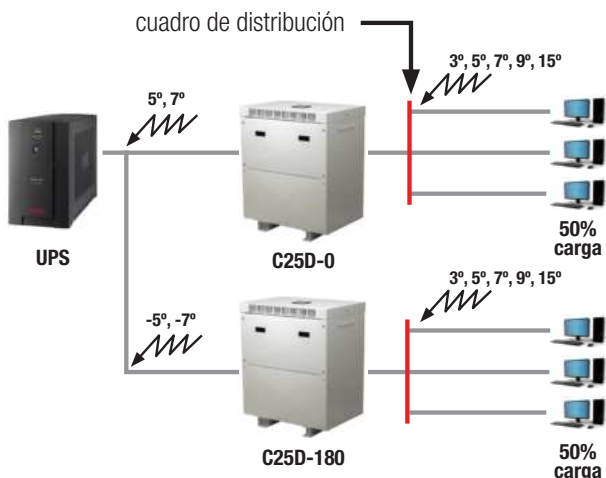 cuadro de distribución
3º, 5º, 7º, 9º, 15º
5º, 7º
UPS
C25D-0
50%
carga
3º, 5º, 7º, 9º, 15º
-5º, -7º
C25D-180
50%
carga